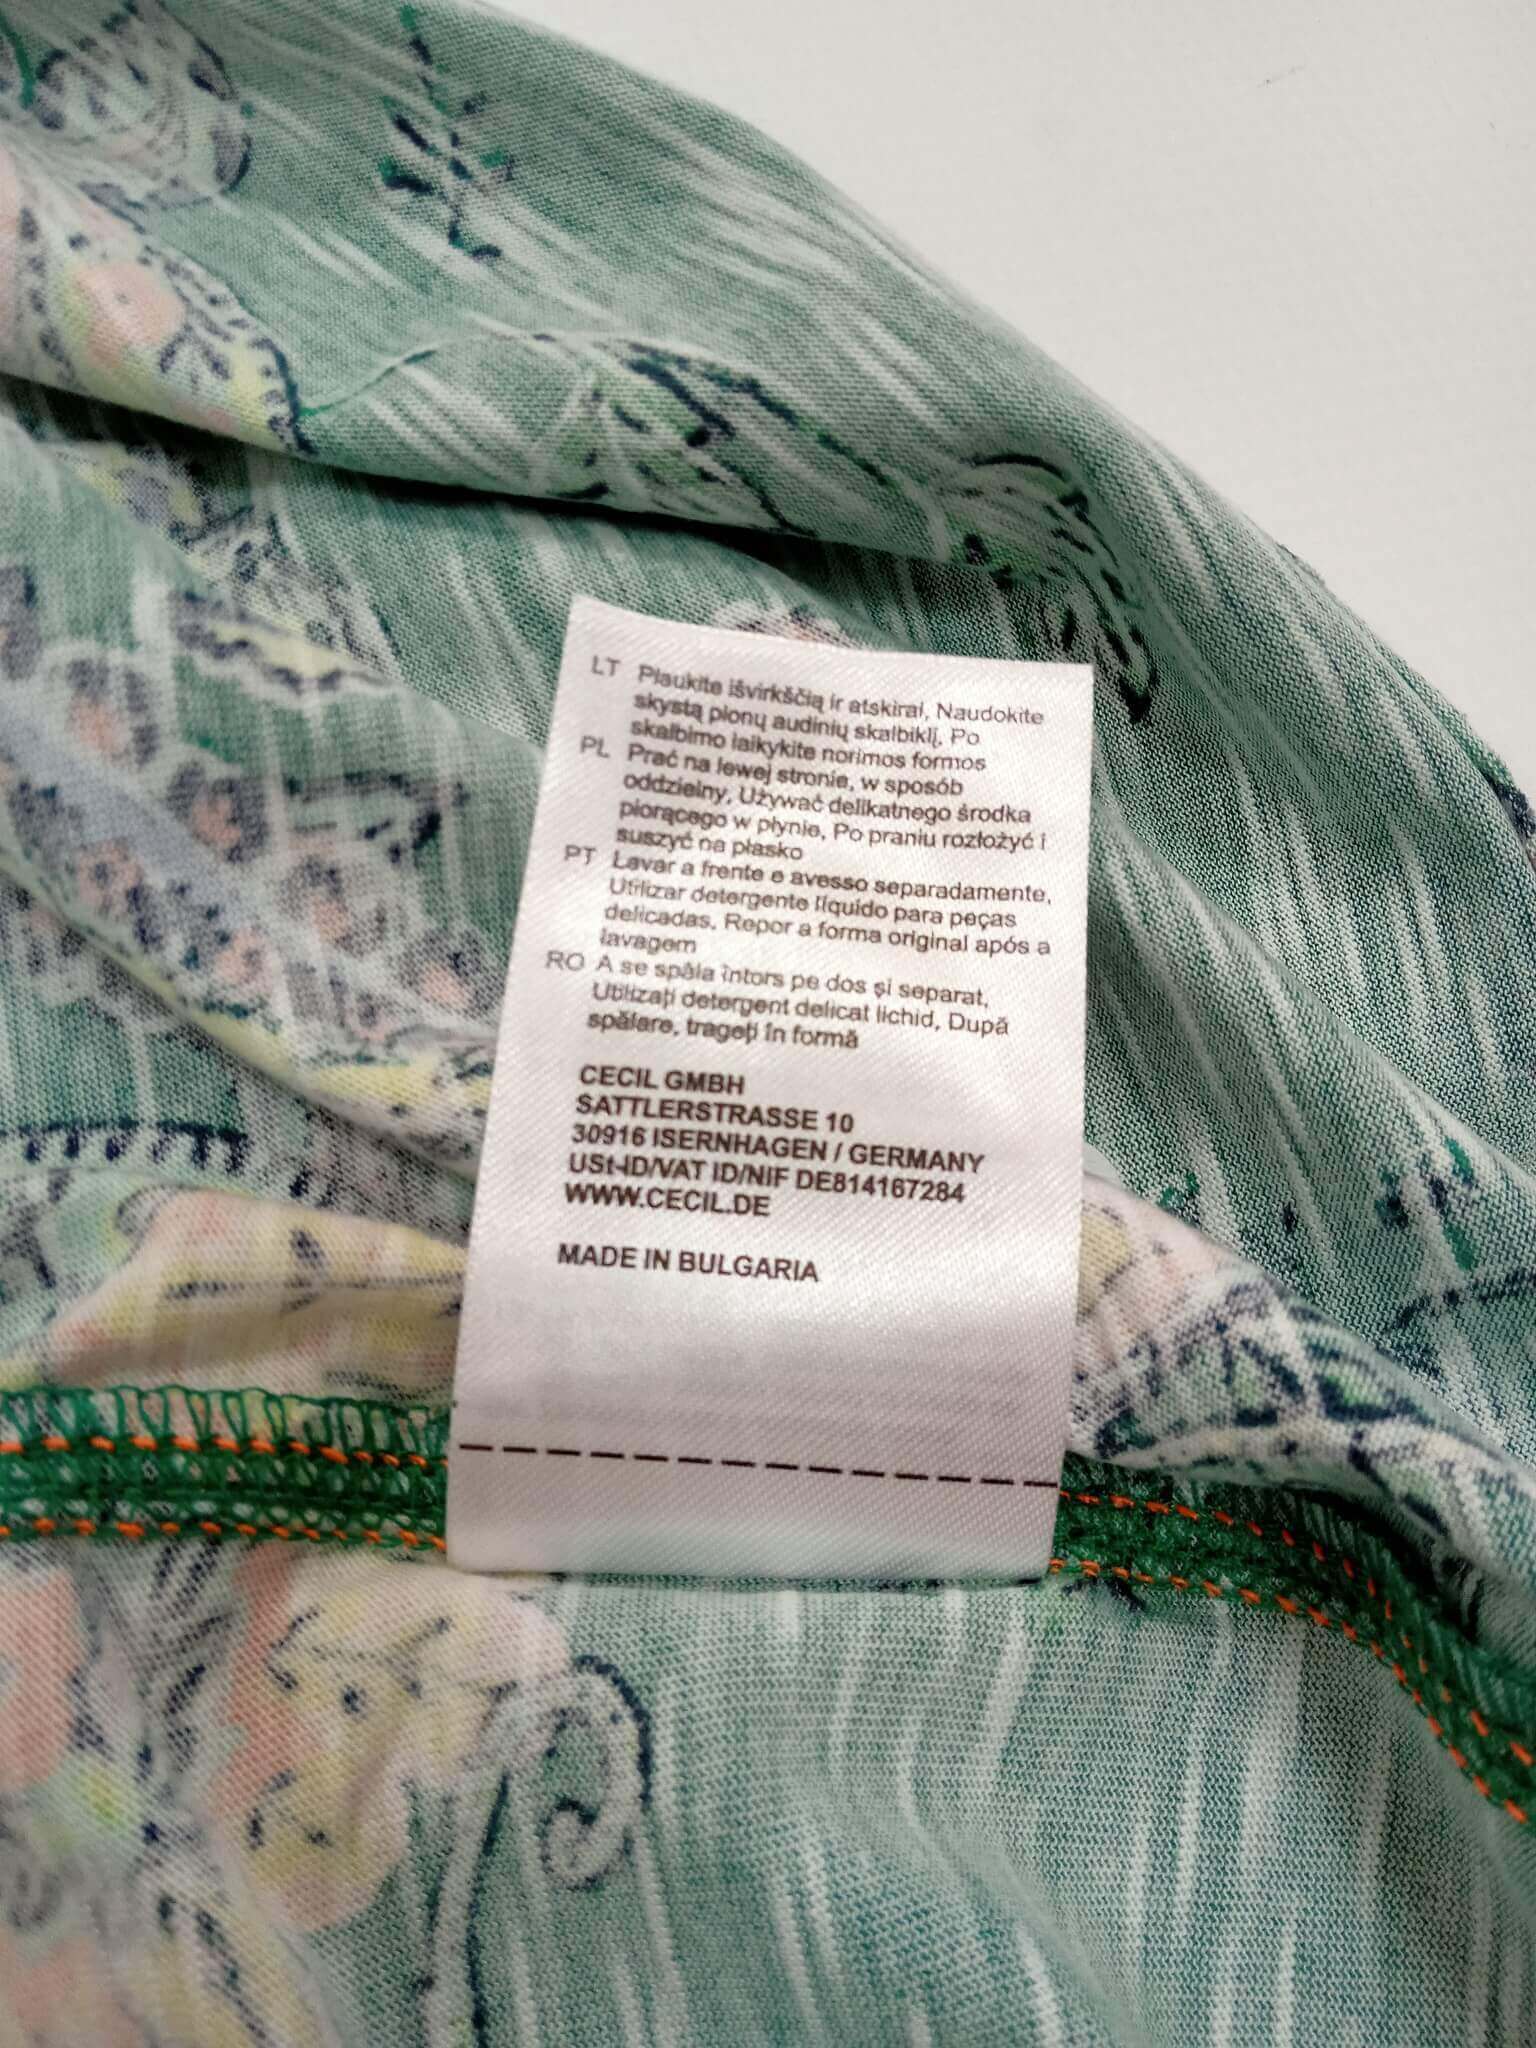 LT Plaukite išvirkščią ir atskirai, Naudokite
skystą plonų audinių skalbiklį, Po
skalbimo laikykite norimos formos
PL Prać na lewej stronie, w sposób
oddzielny, Używać delikatnego środka
piorącego w płynie, Po praniu rozłożyć i
suszyć na płasko
PT Lavar a frente e avesso separadamente,
Utilizar detergente líquido para peças
delicadas, Repor a forma original após a
lavagem
RO A se spăla întors pe dos și separat,
Utilizați detergent delicat lichid, După
spălare, trageți în formă
CECIL GMBH
SATTLERSTRASSE 10
30916 ISERNHAGEN / GERMANY
USt-ID/VAT ID/NIF DE814167284
WWW.CECIL.DE
MADE IN BULGARIA